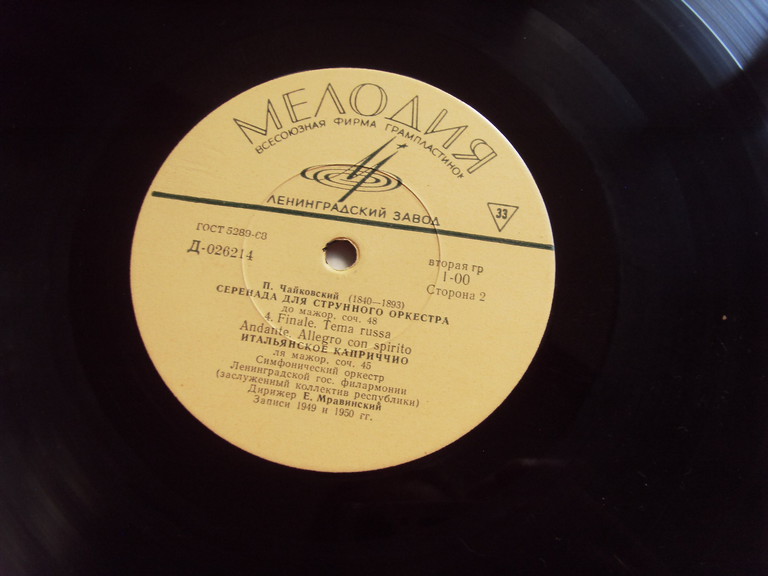 МЕЛОДИЯ
ВСЕСОЮЗНАЯ ФИРМА ГРАМПЛАСТИНОК
ЛЕНИНГРАДСКИЙ ЗАВОД
33
ГОСТ 5289-68
Д-026214
вторая гр
1-00
Сторона 2
П. Чайковский (1840—1893)
СЕРЕНАДА ДЛЯ СТРУННОГО ОРКЕСТРА
до мажор, соч. 48
4. Finale. Tema russa
Andante. Allegro con spirito
ИТАЛЬЯНСКОЕ КАПРИЧЧИО
ля мажор, соч. 45
Симфонический оркестр
Ленинградской гос. филармонии
(заслуженный коллектив республики)
Дирижер Е. Мравинский
Записи 1949 и 1950 гг.